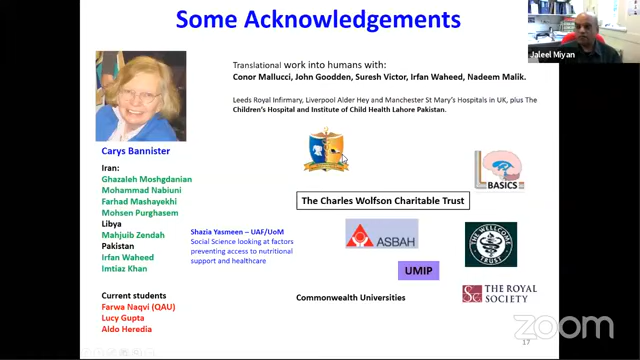 Some Acknowledgements
Jaleel Miyan
Translational work into humans with:
Conor Mallucci, John Goodden, Suresh Victor, Irfan Waheed, Nadeem Malik.
Leeds Royal Infirmary, Liverpool Alder Hey and Manchester St Mary's Hospitals in UK, plus The
Children's Hospital and Institute of Child Health Lahore Pakistan.
Carys Bannister
Iran:
Ghazaleh Moshgdanian
Mohammad Nabiuni
Farhad Mashayekhi
Mohsen Purghasem
Libya
Mahjuib Zendah
Pakistan
Irfan Waheed
Imtiaz Khan
Current students
Farwa Naqvi (QAU)
Lucy Gupta
Aldo Heredia
Shazia Yasmeen – UAF/UoM
Social Science looking at factors
preventing access to nutritional
support and healthcare
BASICS
The Charles Wolfson Charitable Trust
ASBAH
THE WELLCOME
TRUST
UMIP
Commonwealth Universities
THE ROYAL
SOCIETY
zoom
17